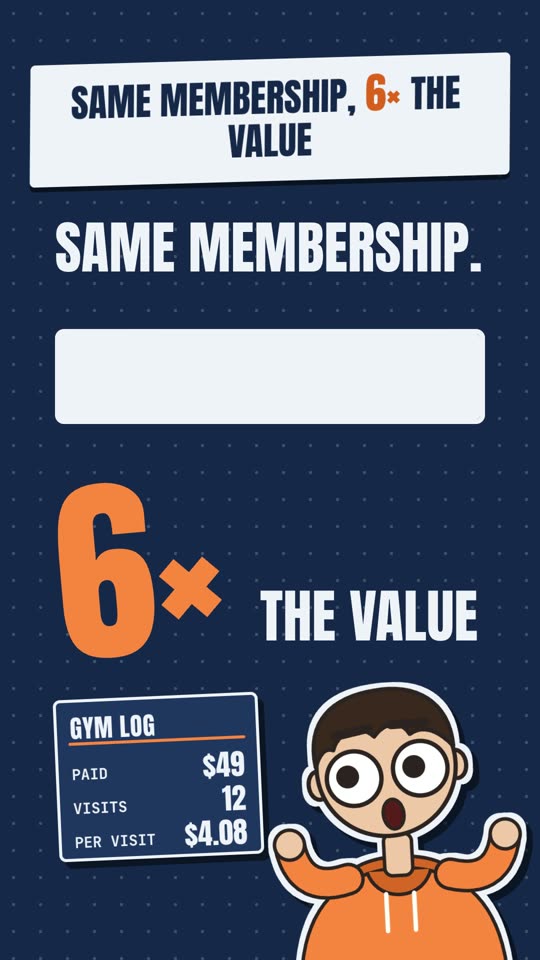 SAME MEMBERSHIP, 6× THE
VALUE
SAME MEMBERSHIP.
6× THE VALUE
GYM LOG
PAID $49
VISITS 12
PER VISIT $4.08